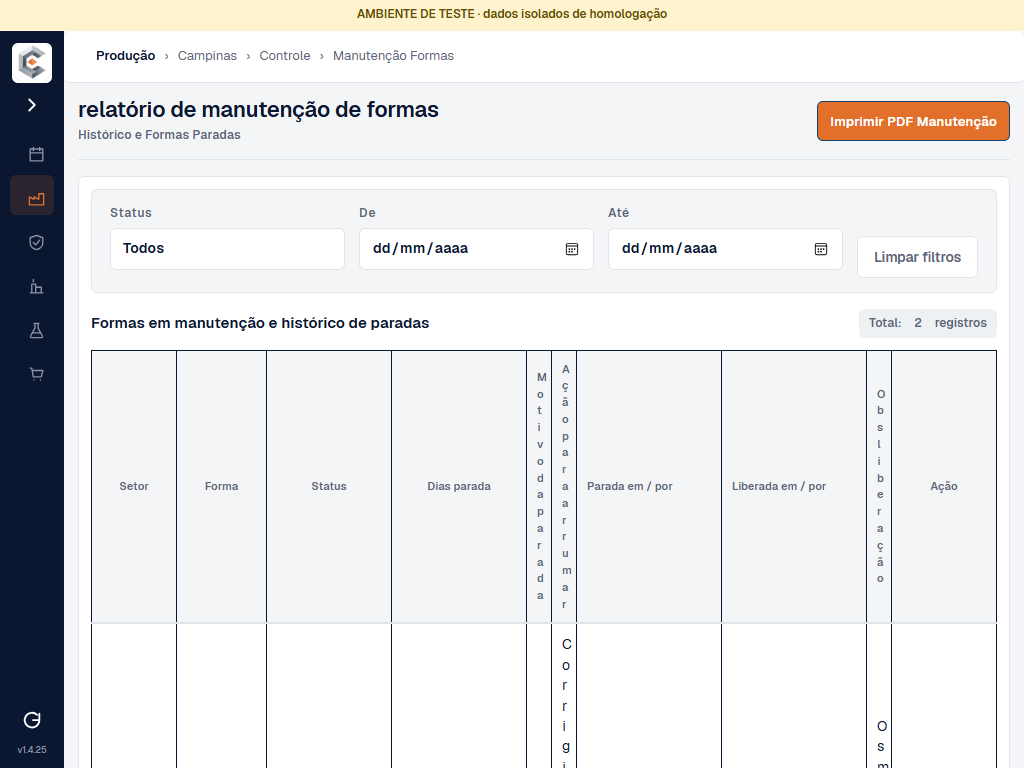 AMBIENTE DE TESTE · dados isolados de homologação
Produção › Campinas › Controle › Manutenção Formas
relatório de manutenção de formas
Histórico e Formas Paradas
Imprimir PDF Manutenção
Status
De
Até
Todos
dd/mm/aaaa
dd/mm/aaaa
Limpar filtros
Formas em manutenção e histórico de paradas
Total: 2 registros
Setor
Forma
Status
Dias parada
Motivo da parada
Ação para arrumar
Parada em / por
Liberada em / por
Obs liberação
Ação
Corrigi
Osm
v1.4.25